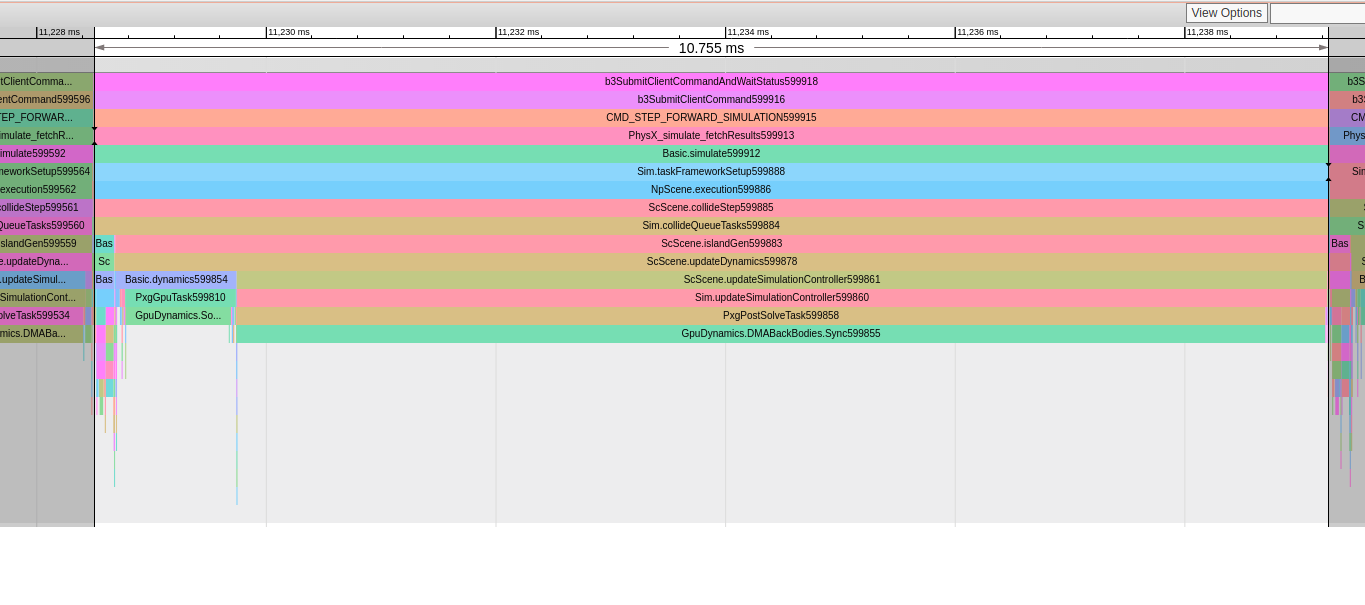 View Options
11,228 ms 11,230 ms 11,232 ms 11,234 ms 11,236 ms 11,238 ms
10.755 ms
tClientComma... b3SubmitClientCommandAndWaitStatus599918 b3S
entCommand599596 b3SubmitClientCommand599916 b3:
TEP_FORWAR... CMD_STEP_FORWARD_SIMULATION599915 CM
imulate_fetchR... PhysX_simulate_fetchResults599913 Phys
imulate599592 Basic.simulate599912
neworkSetup599564 Sim.taskFrameworkSetup599888 Sin
execution599562 NpScene.execution599886
collideStep599561 ScScene.collideStep599885 S
QueueTasks599560 Sim.collideQueueTasks599884 S
slandGen599559 Bas ScScene.islandGen599883 Bas
e.updateDyna... Sc ScScene.updateDynamics599878 S
.updateSimul... Bas Basic.dynamics599854 ScScene.updateSimulationController599861 B
SimulationCont... PxgGpuTask599810 Sim.updateSimulationController599860
olveTask599534 GpuDynamics.So... PxgPostSolveTask599858
mics.DMABa... GpuDynamics.DMABackBodies.Sync599855